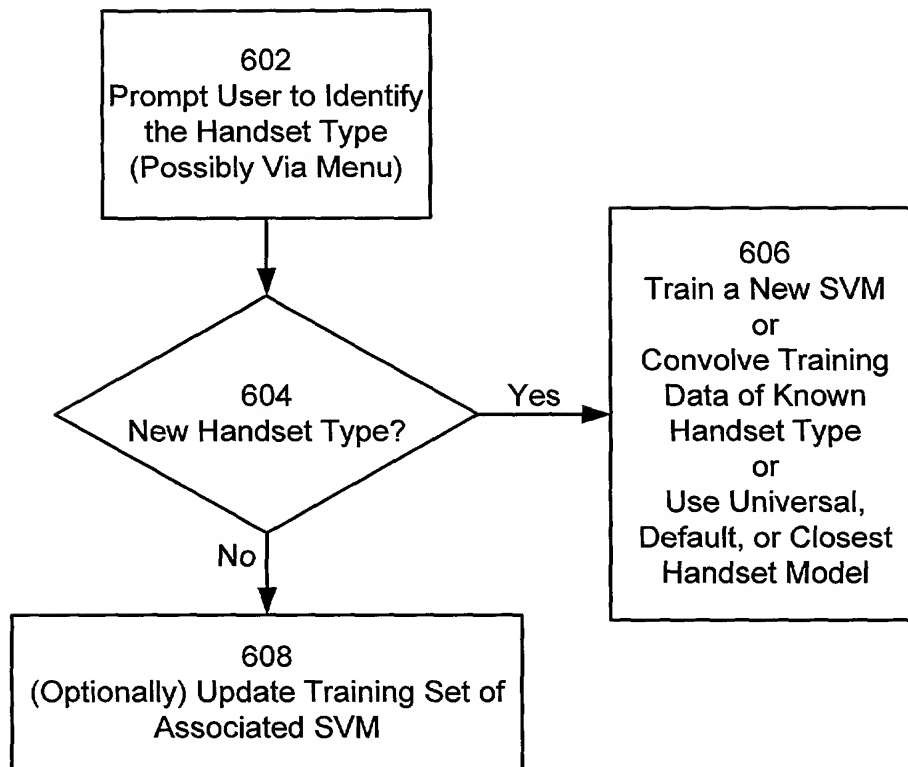 602
Prompt User to Identify
the Handset Type
(Possibly Via Menu)
604
New Handset Type?
Yes
606
Train a New SVM
or
Convolve Training
Data of Known
Handset Type
or
Use Universal,
Default, or Closest
Handset Model
No
608
(Optionally) Update Training Set of
Associated SVM